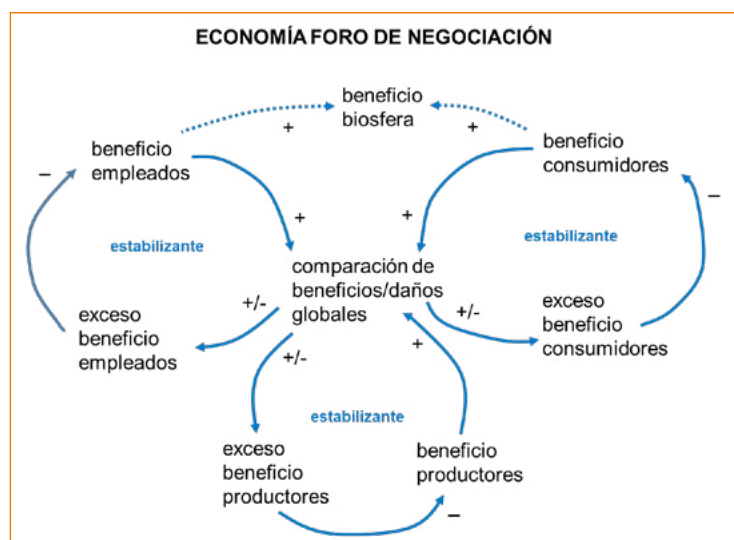 ECONOMÍA FORO DE NEGOCIACIÓN
beneficio
biosfera
+
+
beneficio
empleados
beneficio
consumidores
–
–
+
+
estabilizante
estabilizante
comparación de
beneficios/daños
globales
+/-
+/-
exceso
beneficio
empleados
exceso
beneficio
consumidores
+/-
+
estabilizante
exceso
beneficio
productores
beneficio
productores
–